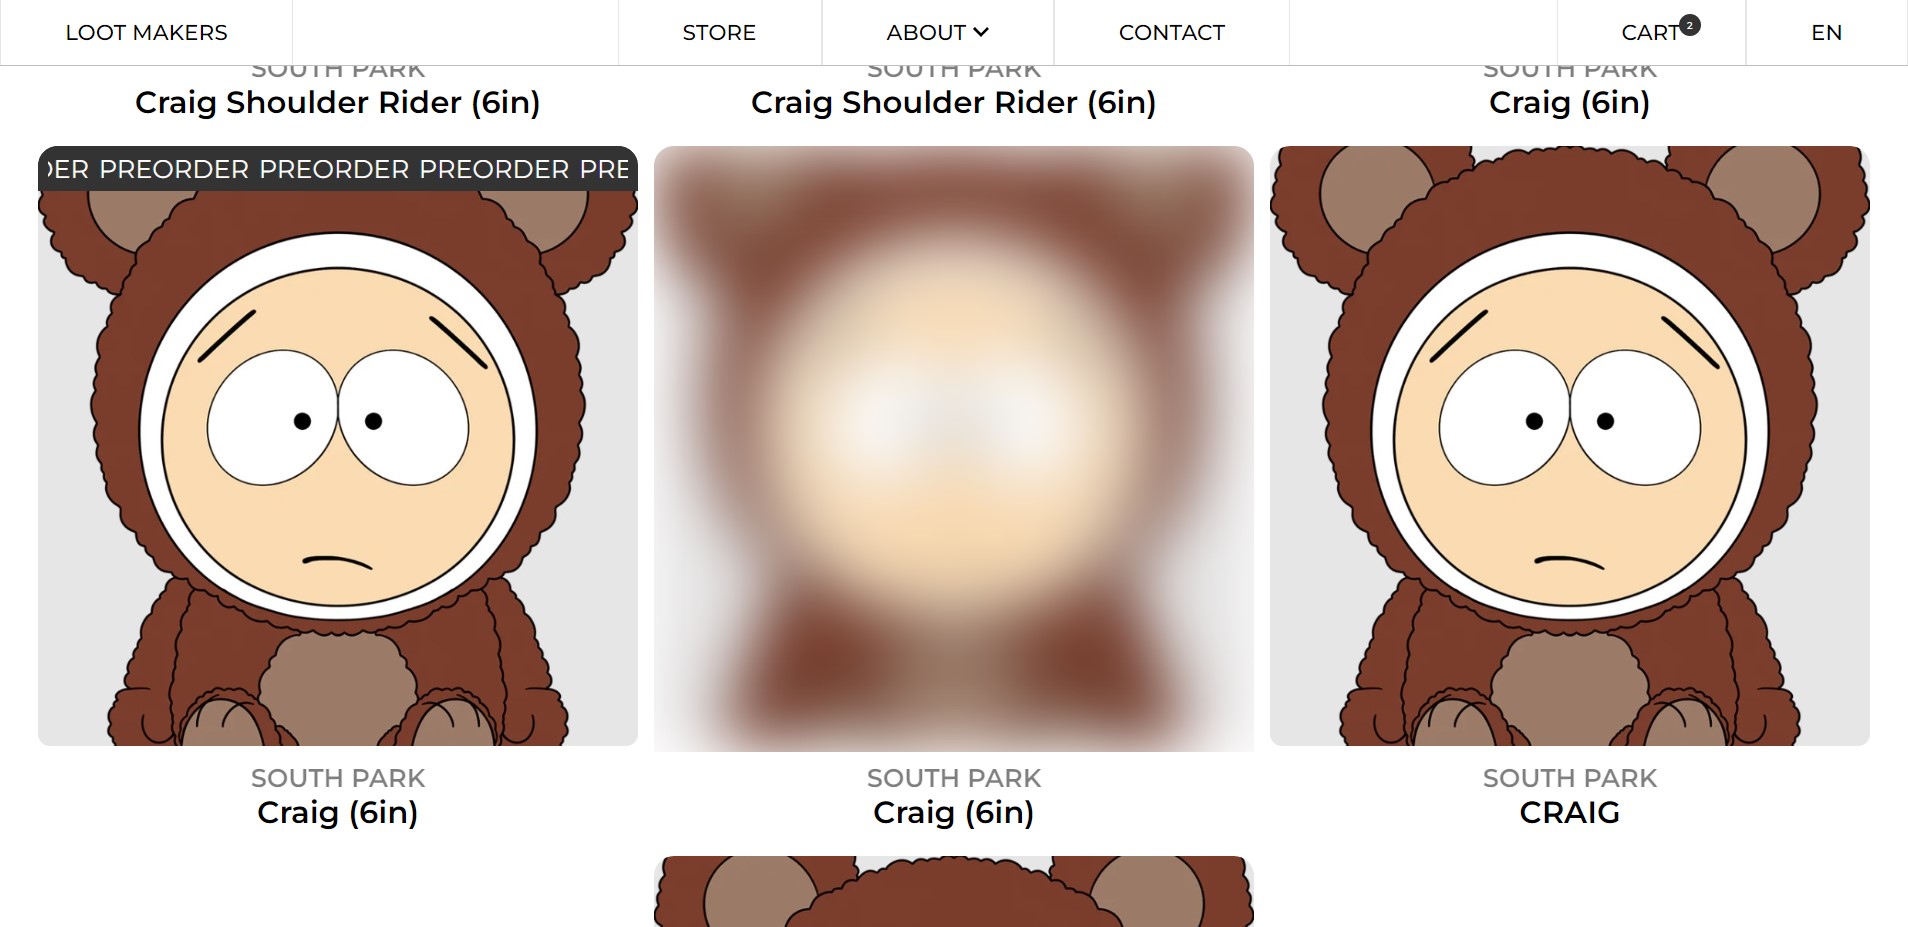 LOOT MAKERS
STORE
ABOUT
CONTACT
CART 2
EN
SOUTH PARK
Craig Shoulder Rider (6in)
SOUTH PARK
Craig Shoulder Rider (6in)
SOUTH PARK
Craig (6in)
DER PREORDER PREORDER PREORDER PRE
SOUTH PARK
Craig (6in)
SOUTH PARK
Craig (6in)
SOUTH PARK
CRAIG